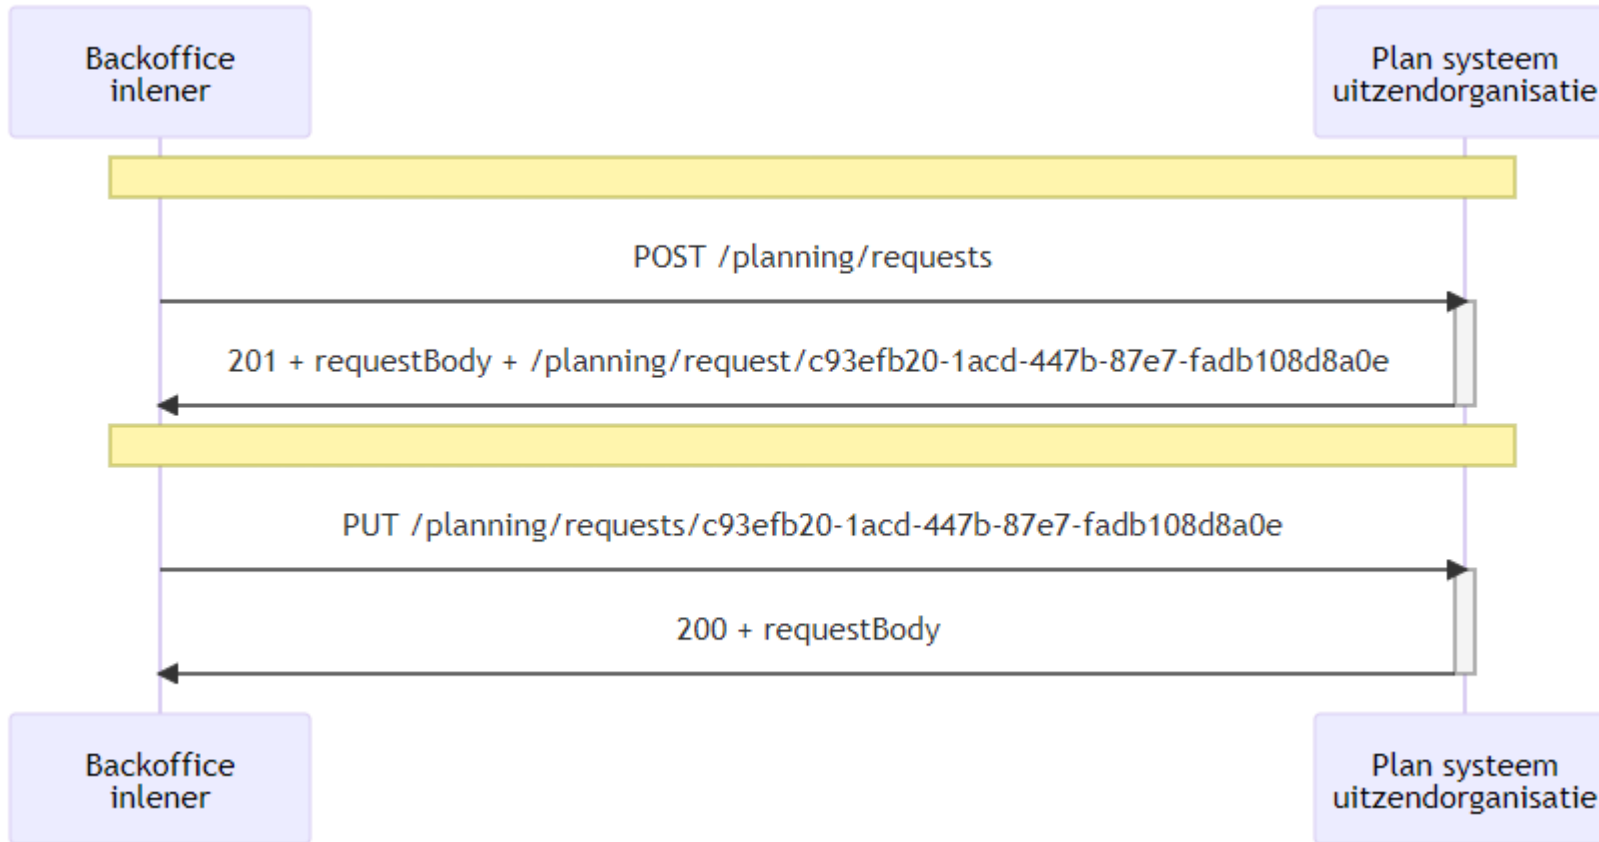 Backoffice
inlener
Plan systeem
uitzendorganisatie
POST /planning/requests
201 + requestBody + /planning/request/c93efb20-1acd-447b-87e7-fadb108d8a0e
PUT /planning/requests/c93efb20-1acd-447b-87e7-fadb108d8a0e
200 + requestBody
Backoffice
inlener
Plan systeem
uitzendorganisatie